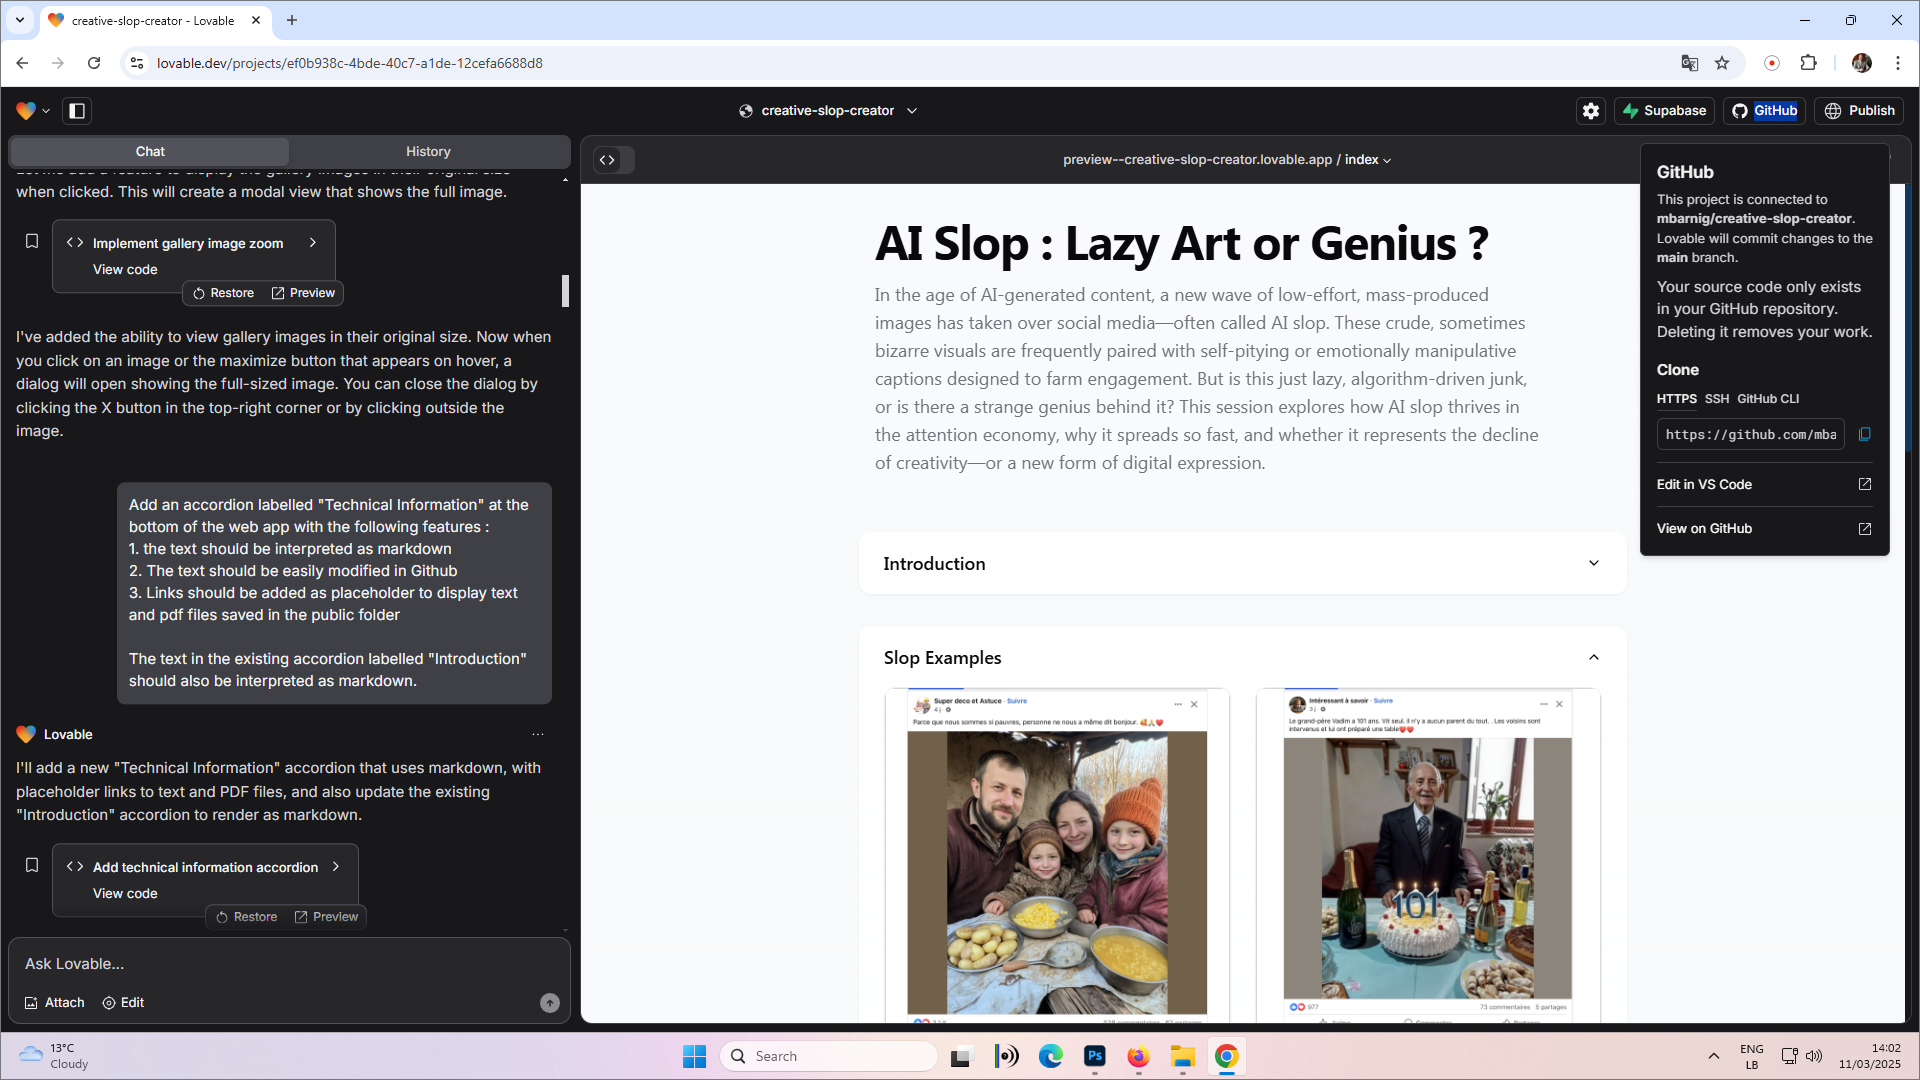 creative-slop-creator - Lovable
lovable.dev/projects/ef0b938c-4bde-40c7-a1de-12cefa6688d8
creative-slop-creator
Supabase
GitHub
Publish
Chat
History
when clicked. This will create a modal view that shows the full image.
Implement gallery image zoom
View code
Restore
Preview
I've added the ability to view gallery images in their original size. Now when
you click on an image or the maximize button that appears on hover, a
dialog will open showing the full-sized image. You can close the dialog by
clicking the X button in the top-right corner or by clicking outside the
image.
Add an accordion labelled "Technical Information" at the
bottom of the web app with the following features :
1. the text should be interpreted as markdown
2. The text should be easily modified in Github
3. Links should be added as placeholder to display text
and pdf files saved in the public folder
The text in the existing accordion labelled "Introduction"
should also be interpreted as markdown.
Lovable
I'll add a new "Technical Information" accordion that uses markdown, with
placeholder links to text and PDF files, and also update the existing
"Introduction" accordion to render as markdown.
Add technical information accordion
View code
Restore
Preview
Ask Lovable...
Attach
Edit
preview--creative-slop-creator.lovable.app / index
AI Slop : Lazy Art or Genius ?
In the age of AI-generated content, a new wave of low-effort, mass-produced
images has taken over social media—often called AI slop. These crude, sometimes
bizarre visuals are frequently paired with self-pitying or emotionally manipulative
captions designed to farm engagement. But is this just lazy, algorithm-driven junk,
or is there a strange genius behind it? This session explores how AI slop thrives in
the attention economy, why it spreads so fast, and whether it represents the decline
of creativity—or a new form of digital expression.
Introduction
Slop Examples
Super deco et Astuce · Suivre
4 j
Parce que nous sommes si pauvres, personne ne nous a même dit bonjour.
Intéressant à savoir · Suivre
3 j
Le grand-père Vadim a 101 ans. Vit seul. Il n'y a aucun parent du tout. . Les voisins sont
intervenus et lui ont préparé une table
101
977
73 commentaires 5 partages
GitHub
This project is connected to
mbarnig/creative-slop-creator.
Lovable will commit changes to the
main branch.
Your source code only exists
in your GitHub repository.
Deleting it removes your work.
Clone
HTTPS SSH GitHub CLI
https://github.com/mba
Edit in VS Code
View on GitHub
13°C
Cloudy
Search
Ps
ENG
LB
14:02
11/03/2025